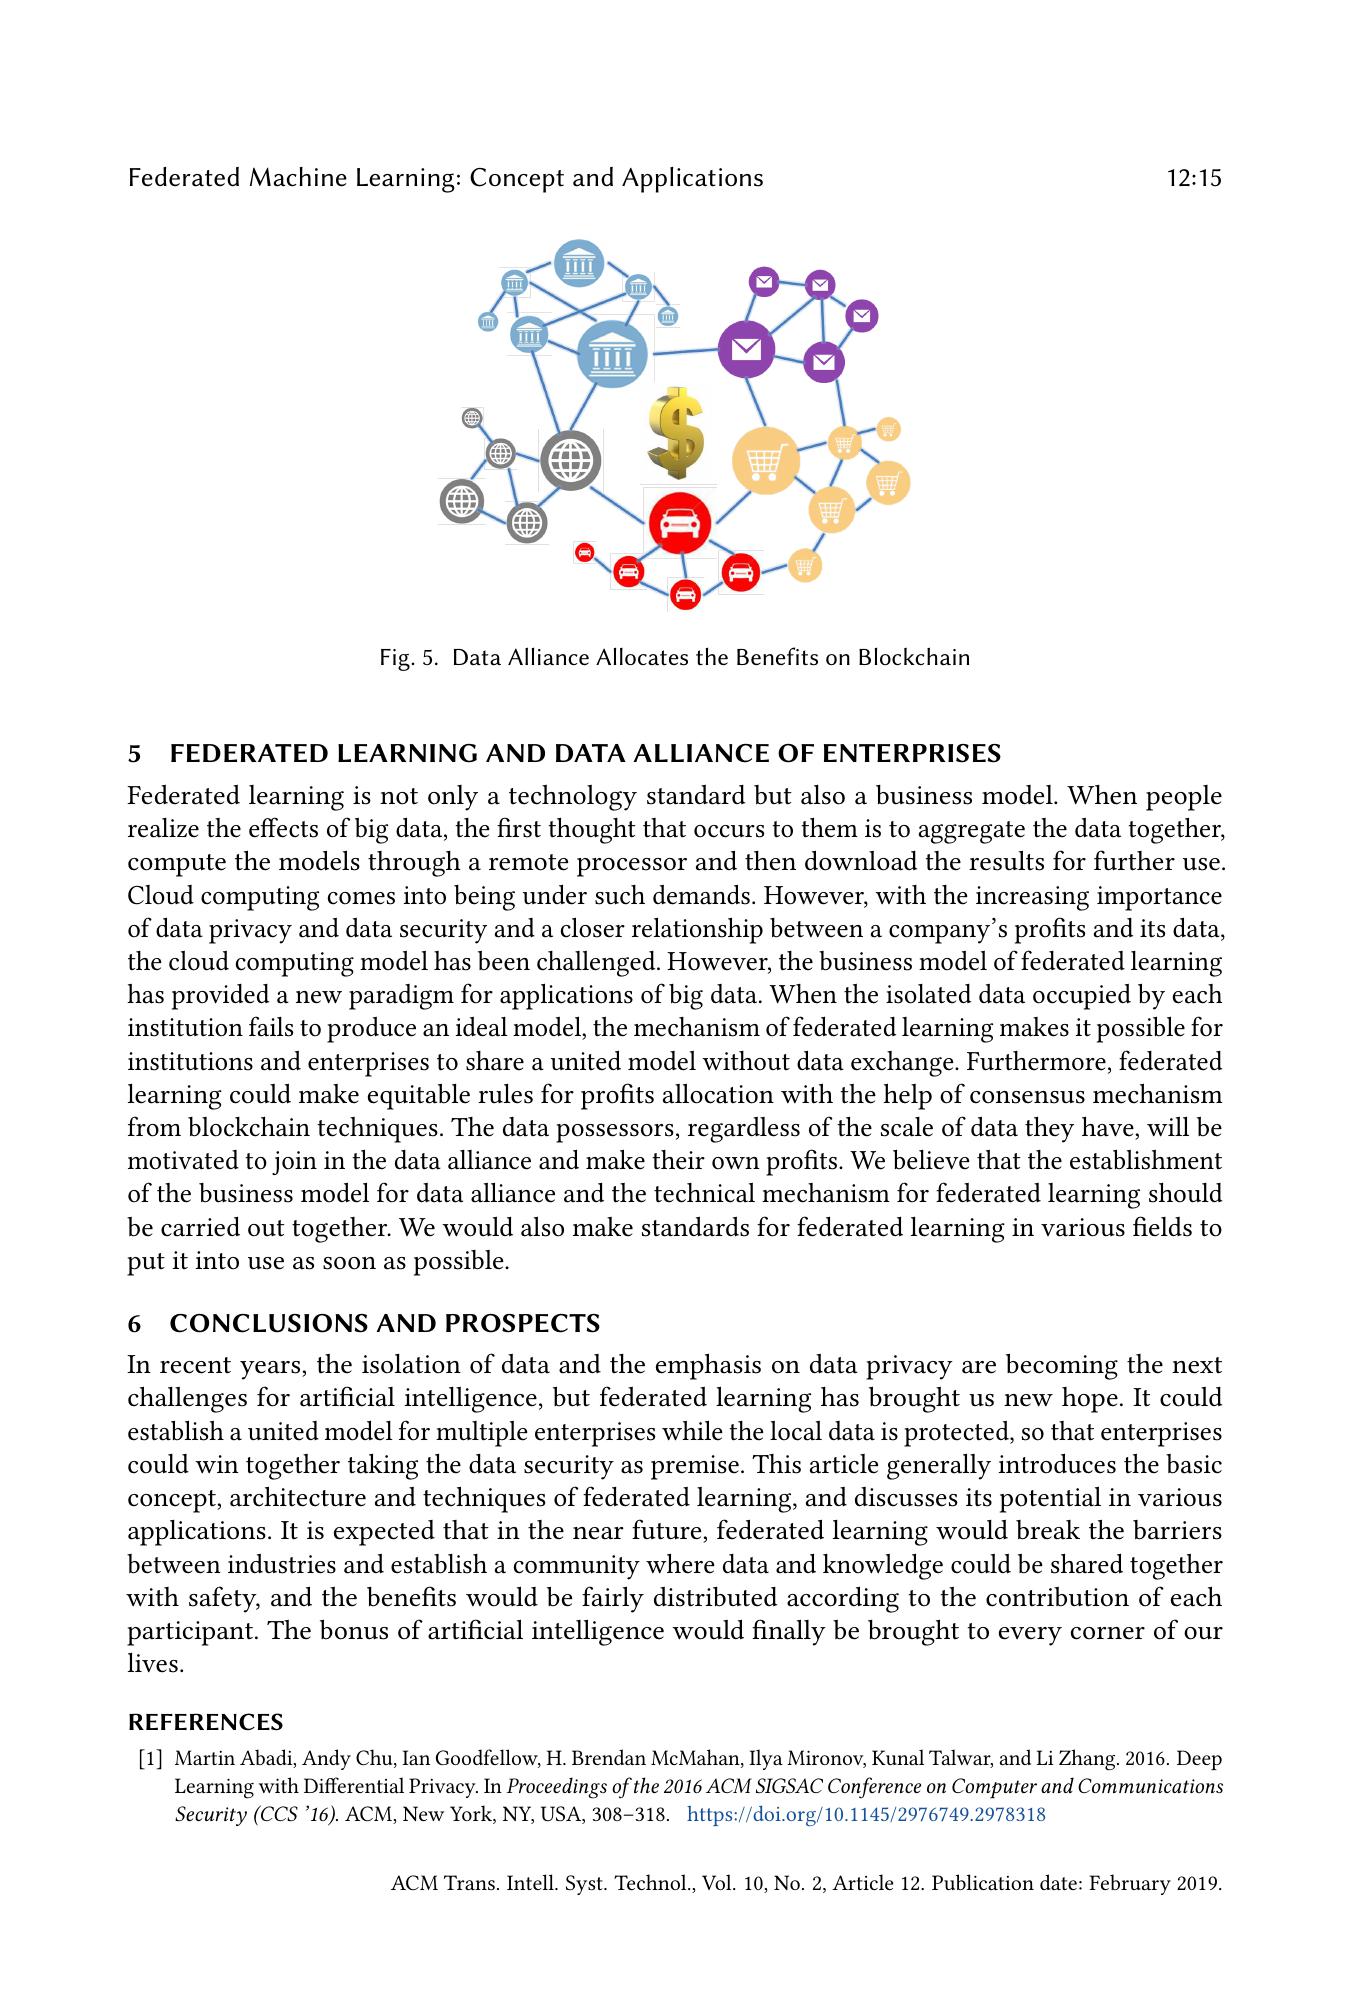 Federated Machine Learning: Concept and Applications 12:15
Fig. 5. Data Alliance Allocates the Benefits on Blockchain
5 FEDERATED LEARNING AND DATA ALLIANCE OF ENTERPRISES
Federated learning is not only a technology standard but also a business model. When people
realize the effects of big data, the first thought that occurs to them is to aggregate the data together,
compute the models through a remote processor and then download the results for further use.
Cloud computing comes into being under such demands. However, with the increasing importance
of data privacy and data security and a closer relationship between a company's profits and its data,
the cloud computing model has been challenged. However, the business model of federated learning
has provided a new paradigm for applications of big data. When the isolated data occupied by each
institution fails to produce an ideal model, the mechanism of federated learning makes it possible for
institutions and enterprises to share a united model without data exchange. Furthermore, federated
learning could make equitable rules for profits allocation with the help of consensus mechanism
from blockchain techniques. The data possessors, regardless of the scale of data they have, will be
motivated to join in the data alliance and make their own profits. We believe that the establishment
of the business model for data alliance and the technical mechanism for federated learning should
be carried out together. We would also make standards for federated learning in various fields to
put it into use as soon as possible.
6 CONCLUSIONS AND PROSPECTS
In recent years, the isolation of data and the emphasis on data privacy are becoming the next
challenges for artificial intelligence, but federated learning has brought us new hope. It could
establish a united model for multiple enterprises while the local data is protected, so that enterprises
could win together taking the data security as premise. This article generally introduces the basic
concept, architecture and techniques of federated learning, and discusses its potential in various
applications. It is expected that in the near future, federated learning would break the barriers
between industries and establish a community where data and knowledge could be shared together
with safety, and the benefits would be fairly distributed according to the contribution of each
participant. The bonus of artificial intelligence would finally be brought to every corner of our
lives.
REFERENCES
[1] Martin Abadi, Andy Chu, Ian Goodfellow, H. Brendan McMahan, Ilya Mironov, Kunal Talwar, and Li Zhang. 2016. Deep
Learning with Differential Privacy. In Proceedings of the 2016 ACM SIGSAC Conference on Computer and Communications
Security (CCS '16). ACM, New York, NY, USA, 308–318. https://doi.org/10.1145/2976749.2978318
ACM Trans. Intell. Syst. Technol., Vol. 10, No. 2, Article 12. Publication date: February 2019.